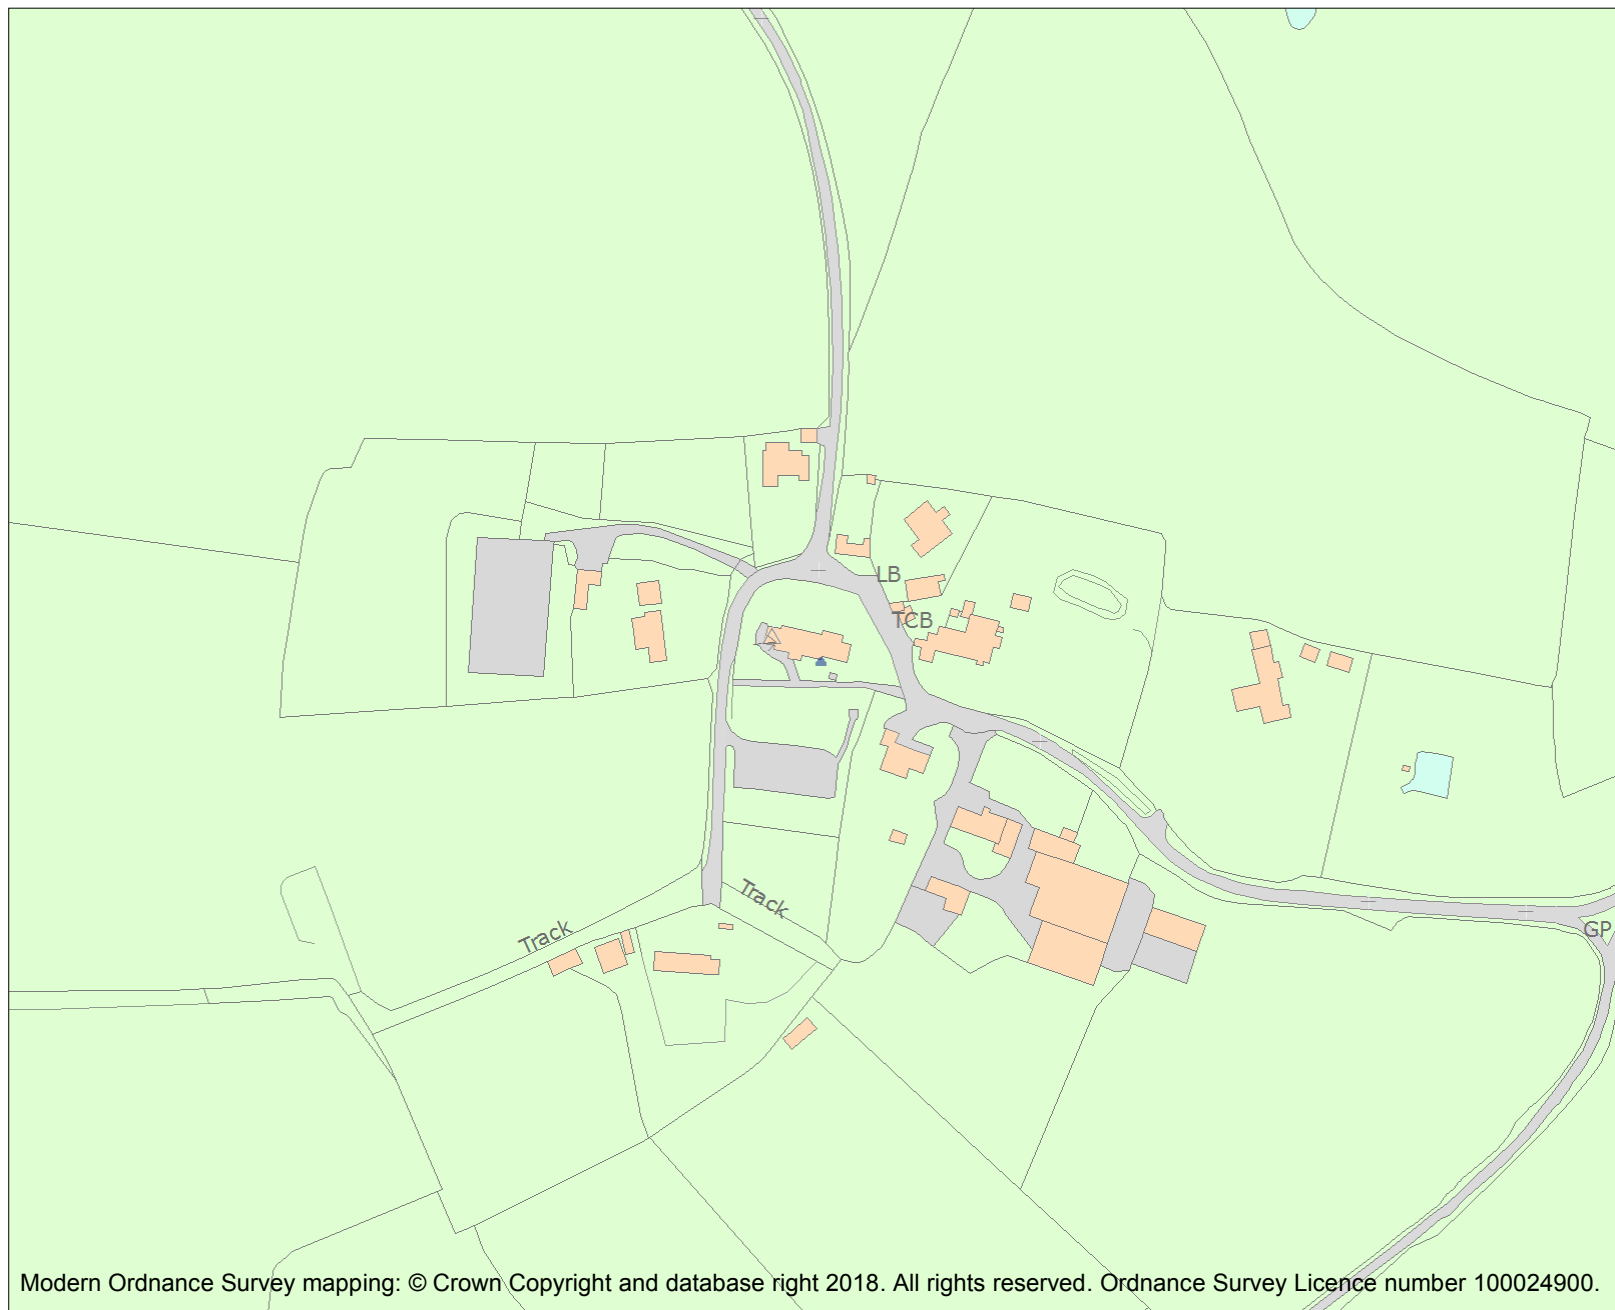 LB
TCB
Track
Track
GP
Modern Ordnance Survey mapping: © Crown Copyright and database right 2018. All rights reserved. Ordnance Survey Licence number 100024900.